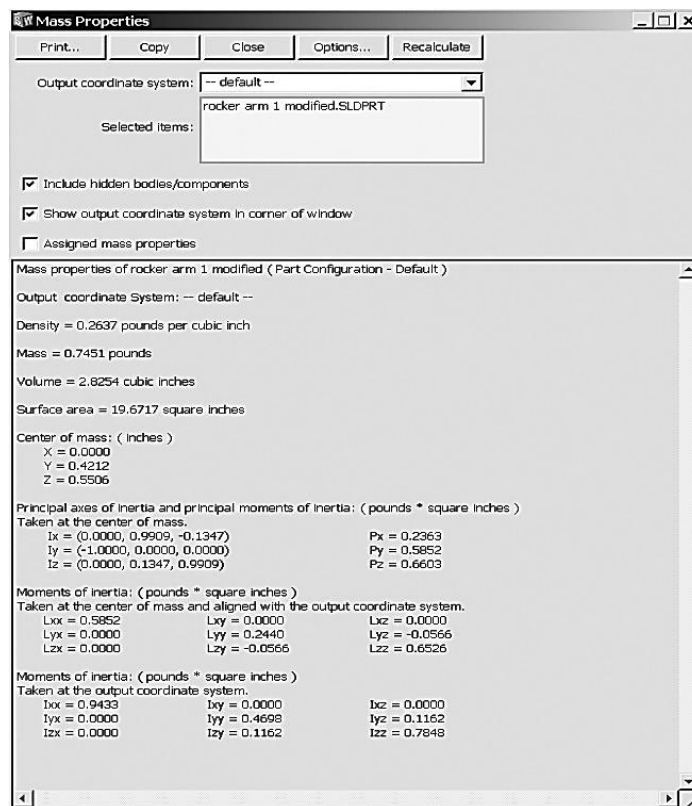 Mass Properties
Print... Copy Close Options... Recalculate
Output coordinate system: -- default --
rocker arm 1 modified.SLDPRT
Selected items:
Include hidden bodies/components
Show output coordinate system in corner of window
Assigned mass properties
Mass properties of rocker arm 1 modified ( Part Configuration - Default )
Output coordinate System: -- default --
Density = 0.2637 pounds per cubic inch
Mass = 0.7451 pounds
Volume = 2.8254 cubic inches
Surface area = 19.6717 square inches
Center of mass: ( inches )
X = 0.0000
Y = 0.4212
Z = 0.5506
Principal axes of inertia and principal moments of inertia: ( pounds * square inches )
Taken at the center of mass.
Ix = (0.0000, 0.9909, -0.1347) Px = 0.2363
Iy = (-1.0000, 0.0000, 0.0000) Py = 0.5852
Iz = (0.0000, 0.1347, 0.9909) Pz = 0.6603
Moments of inertia: ( pounds * square inches )
Taken at the center of mass and aligned with the output coordinate system.
Lxx = 0.5852 Lxy = 0.0000 Lxz = 0.0000
Lyx = 0.0000 Lyy = 0.2440 Lyz = -0.0566
Lzx = 0.0000 Lzy = -0.0566 Lzz = 0.6526
Moments of inertia: ( pounds * square inches )
Taken at the output coordinate system.
Ixx = 0.9433 Ixy = 0.0000 Ixz = 0.0000
Iyx = 0.0000 Iyy = 0.4698 Iyz = 0.1162
Izx = 0.0000 Izy = 0.1162 Izz = 0.7848